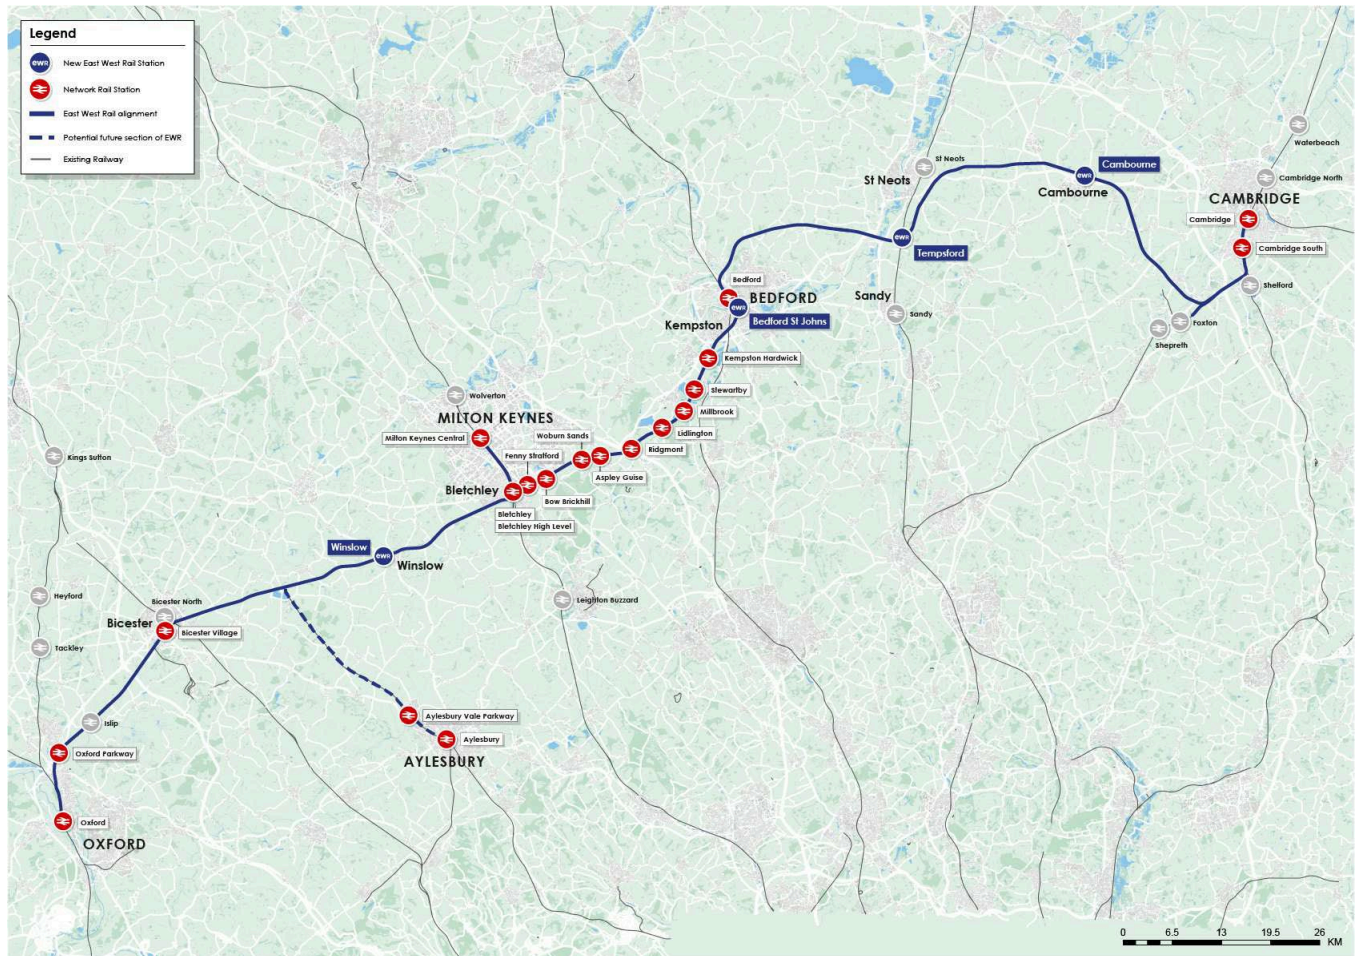 Legend
ewr New East West Rail Station
Network Rail Station
East West Rail alignment
Potential future section of EWR
Existing Railway
Waterbeach
St Neots
St Neots
ewr
Cambourne
Cambourne
Cambridge North
CAMBRIDGE
Cambridge
Cambridge South
ewr
Tempsford
Bedford
BEDFORD
ewr
Bedford St Johns
Kempston
Sandy
Sandy
Shelford
Foxton
Shepreth
Kempston Hardwick
Stewartby
Millbrook
Lidlington
Ridgmont
Wolverton
MILTON KEYNES
Milton Keynes Central
Woburn Sands
Fenny Stratford
Aspley Guise
Bletchley
Bow Brickhill
Bletchley
Bletchley High Level
Kings Sutton
Winslow
ewr
Winslow
Heyford
Bicester North
Bicester
Bicester Village
Leighton Buzzard
Tackley
Islip
Aylesbury Vale Parkway
Aylesbury
AYLESBURY
Oxford Parkway
Oxford
OXFORD
0 6.5 13 19.5 26
KM